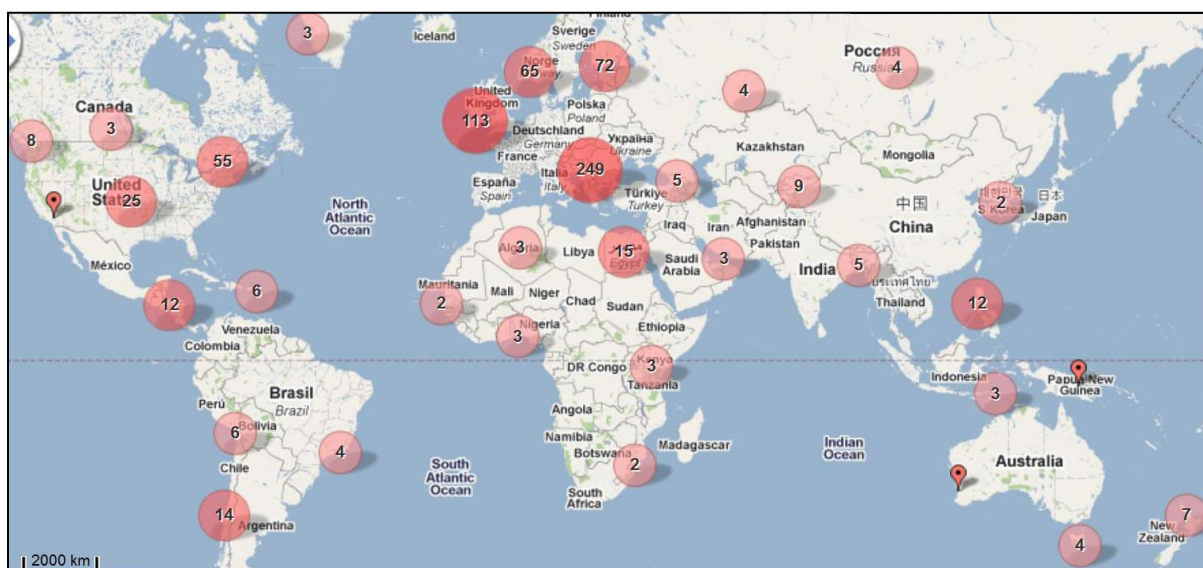 Finland
3
Iceland
Sverige
Sweden
Norge
65
72
Россия
4
United
Kingdom
113
Polska
Poland
4
Canada
3
8
55
Deutschland
Germany
Україна
Ukraine
France
Italia
Italy
249
Kazakhstan
Mongolia
United
States
25
España
Spain
Türkiye
Turkey
5
9
中国
China
대한민국
S Korea
2
日本
Japan
North
Atlantic
Ocean
México
Algeria
3
Libya
15
Egypt
Iraq
Iran
Afghanistan
Pakistan
Saudi
Arabia
3
India
5
ประเทศไทย
Thailand
12
6
Mauritania
2
Mali
Niger
Chad
Sudan
12
Venezuela
Colombia
Nigeria
3
Ethiopia
DR Congo
Kenya
3
Tanzania
Indonesia
3
Papua New
Guinea
Brasil
Brazil
Perú
6
Bolivia
4
Chile
Angola
Namibia
Botswana
2
Madagascar
South
Africa
South
Atlantic
Ocean
Indian
Ocean
Australia
14
Argentina
7
New
Zealand
4
2000 km